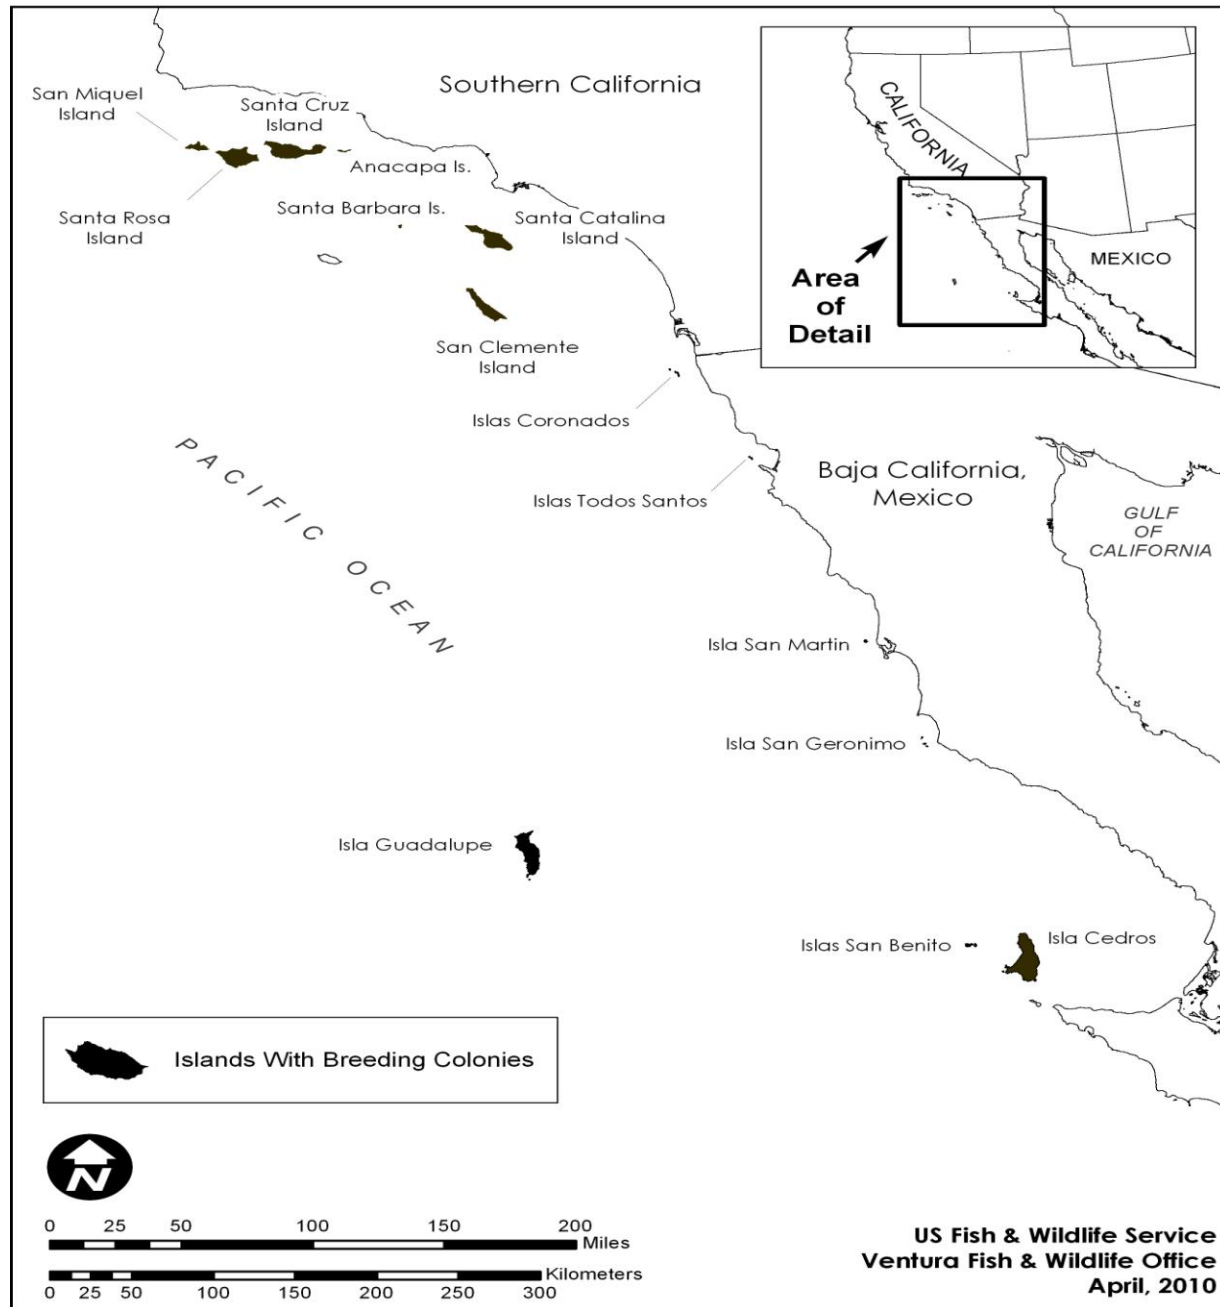 Southern California
San Miquel
Island
Santa Cruz
Island
Anacapa Is.
Santa Rosa
Island
Santa Barbara Is.
Santa Catalina
Island
San Clemente
Island
Islas Coronados
Islas Todos Santos
PACIFIC OCEAN
Baja California,
Mexico
GULF
OF
CALIFORNIA
Isla San Martin
Isla San Geronimo
Isla Guadalupe
Islas San Benito
Isla Cedros
CALIFORNIA
MEXICO
Area
of
Detail
Islands With Breeding Colonies
N
0 25 50 100 150 200
Miles
Kilometers
0 25 50 100 150 200 250 300
US Fish & Wildlife Service
Ventura Fish & Wildlife Office
April, 2010